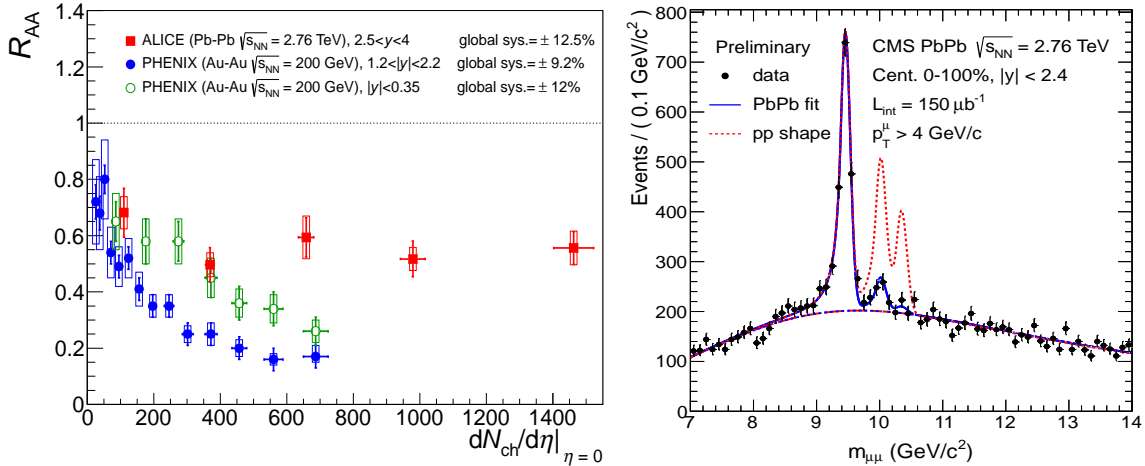 R_AA
1.4
1.2
1
0.8
0.6
0.4
0.2
0
ALICE (Pb-Pb √s_NN = 2.76 TeV), 2.5<y<4 global sys.= ± 12.5%
PHENIX (Au-Au √s_NN = 200 GeV), 1.2<|y|<2.2 global sys.= ± 9.2%
PHENIX (Au-Au √s_NN = 200 GeV), |y|<0.35 global sys.= ± 12%
0 200 400 600 800 1000 1200 1400
dN_ch/dη|_η = 0
Events / ( 0.1 GeV/c²)
800
700
600
500
400
300
200
100
0
Preliminary
data
PbPb fit
pp shape
CMS PbPb √s_NN = 2.76 TeV
Cent. 0-100%, |y| < 2.4
L_int = 150 μb⁻¹
p_T^μ > 4 GeV/c
7 8 9 10 11 12 13 14
m_μμ (GeV/c²)